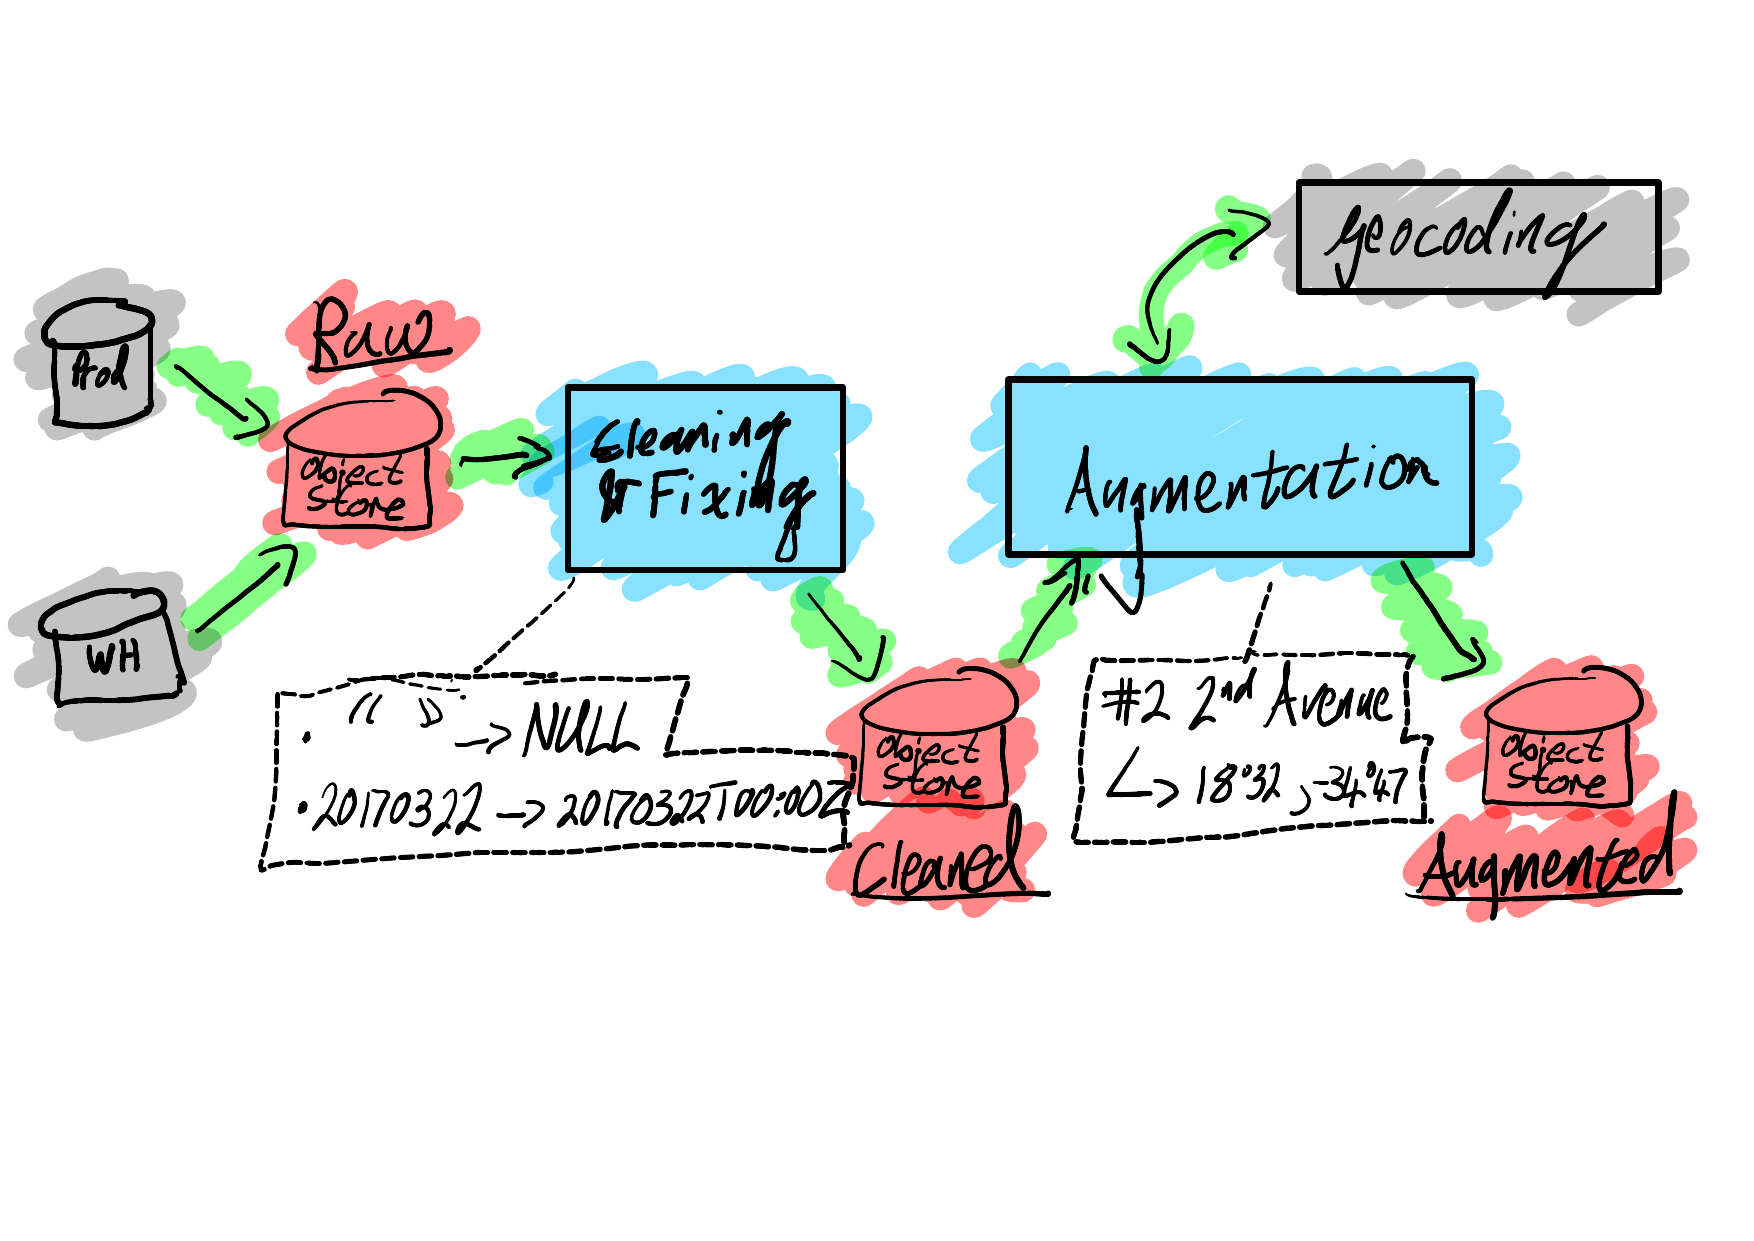 Prod
WH
Raw
Object
Store
Cleaning
& Fixing
• " " → NULL
• 20170322 → 20170322T00:00Z
Object
Store
Cleaned
Augmentation
geocoding
#2 2nd Avenue
↳ 18°32, -34°47
Object
Store
Augmented